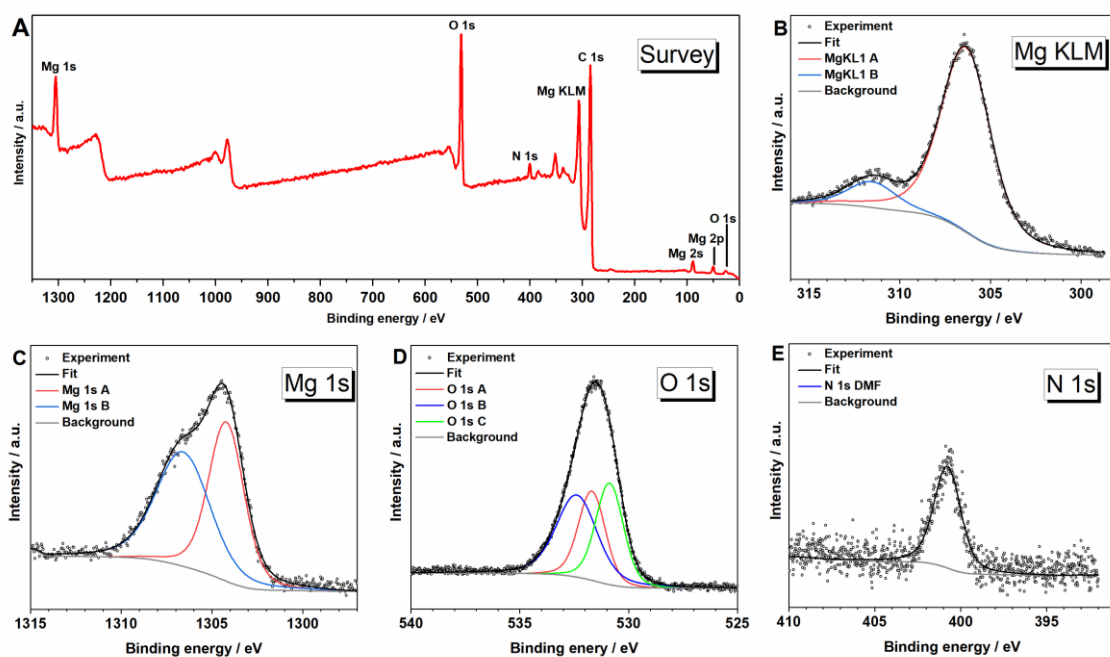 A
Survey
Intensity / a.u.
Mg 1s
O 1s
C 1s
Mg KLM
N 1s
O 1s
Mg 2p
Mg 2s
1300 1200 1100 1000 900 800 700 600 500 400 300 200 100 0
Binding energy / eV
B
Mg KLM
Experiment
Fit
MgKL1 A
MgKL1 B
Background
Intensity / a.u.
315 310 305 300
Binding energy / eV
C
Mg 1s
Experiment
Fit
Mg 1s A
Mg 1s B
Background
Intensity / a.u.
1315 1310 1305 1300
Binding energy / eV
D
O 1s
Experiment
Fit
O 1s A
O 1s B
O 1s C
Background
Intensity / a.u.
540 535 530 525
Binding enery / eV
E
N 1s
Experiment
Fit
N 1s DMF
Background
Intensity / a.u.
410 405 400 395
Binding energy / eV